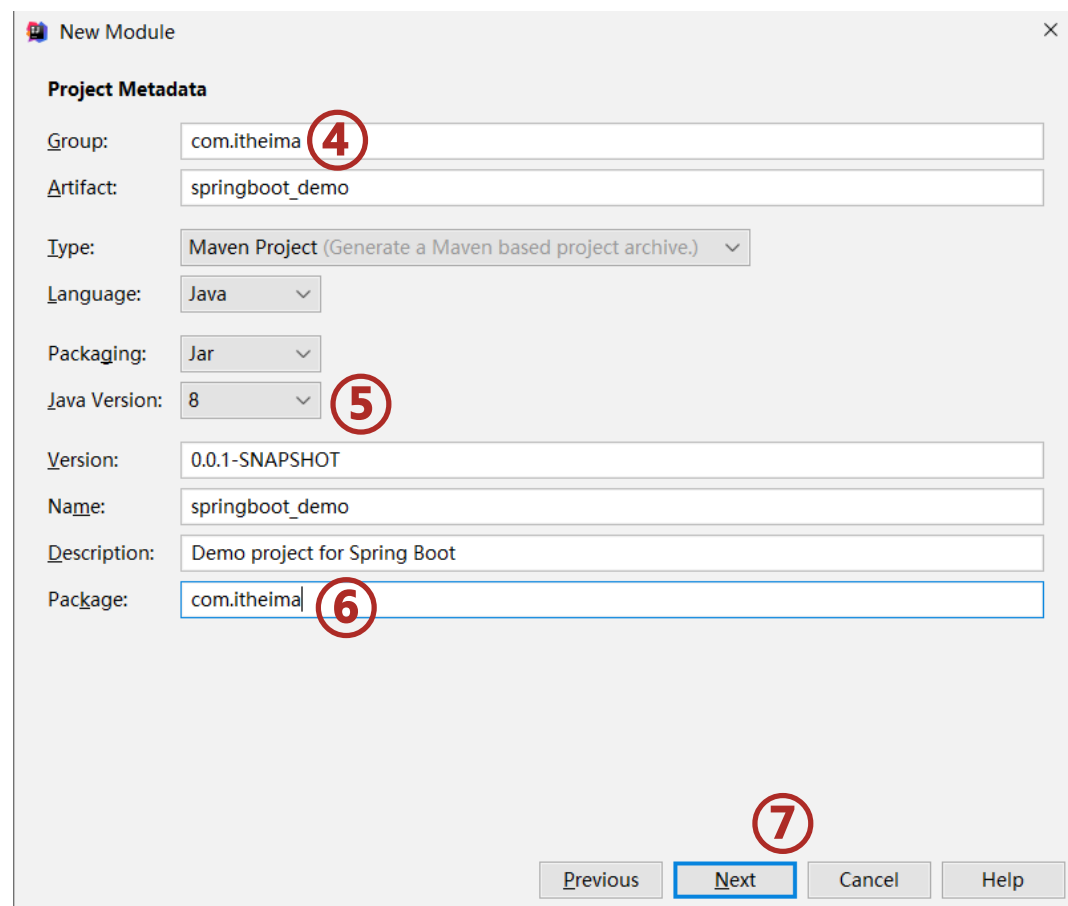 New Module
Project Metadata
Group: com.itheima ④
Artifact: springboot_demo
Type: Maven Project (Generate a Maven based project archive.)
Language: Java
Packaging: Jar
Java Version: 8 ⑤
Version: 0.0.1-SNAPSHOT
Name: springboot_demo
Description: Demo project for Spring Boot
Package: com.itheima ⑥
⑦
Previous Next Cancel Help